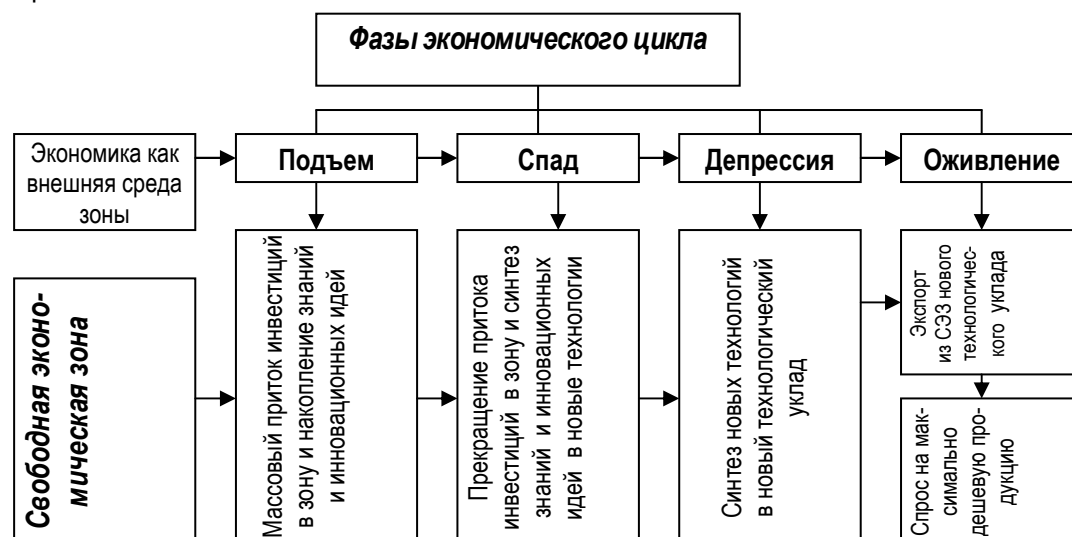 Фазы экономического цикла
Экономика как
внешняя среда
зоны
Подъем
Спад
Депрессия
Оживление
Свободная эконо-
мическая зона
Массовый приток инвестиций
в зону и накопление знаний
и инновационных идей
Прекращение притока
инвестиций в зону и синтез
знаний и инновационных
идей в новые технологии
Синтез новых технологий
в новый технологический
уклад
Экспорт
из СЭЗ нового
технологичес-
кого уклада
Спрос на мак-
симально
дешевую про-
дукцию